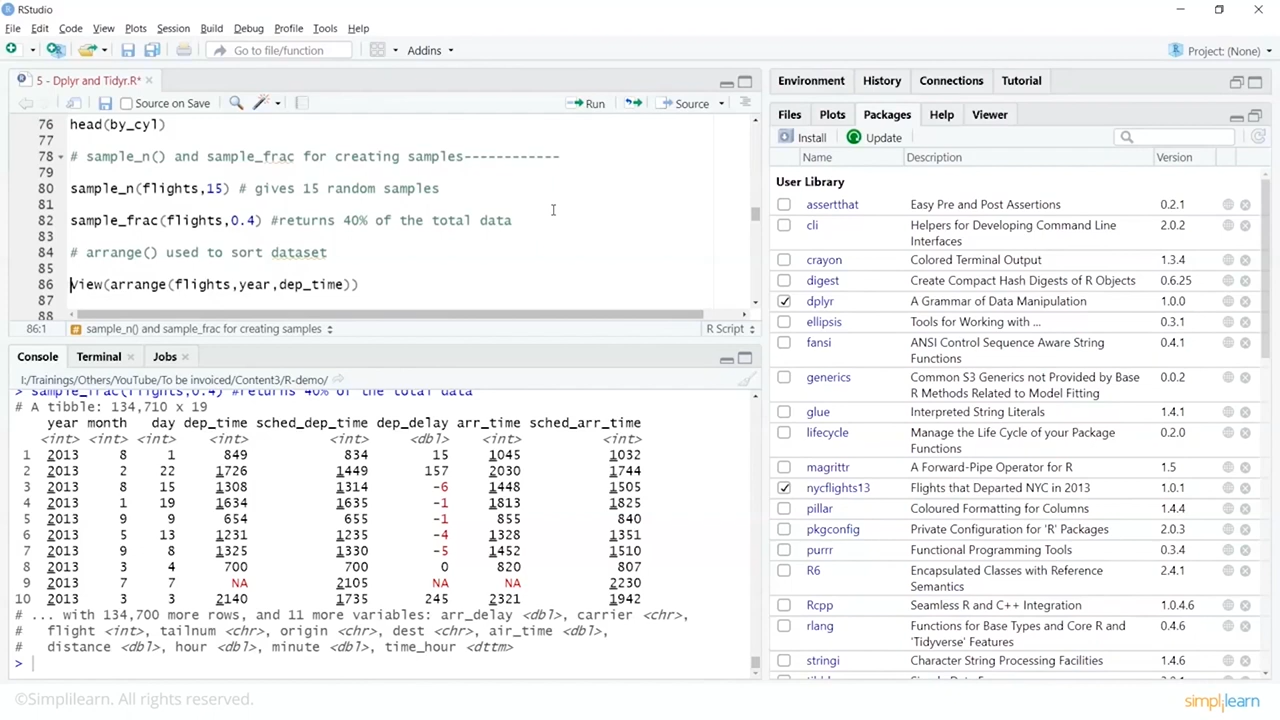 RStudio
File Edit Code View Plots Session Build Debug Profile Tools Help
Go to file/function Addins Project: (None)
5 - Dplyr and Tidyr.R*
Source on Save Run Source
76 head(by_cyl)
77
78 # sample_n() and sample_frac for creating samples------------
79
80 sample_n(flights,15) # gives 15 random samples
81
82 sample_frac(flights,0.4) #returns 40% of the total data
83
84 # arrange() used to sort dataset
85
86 View(arrange(flights,year,dep_time))
87
88
86:1 # sample_n() and sample_frac for creating samples R Script
Console Terminal Jobs
I:/Trainings/Others/YouTube/To be invoiced/Content3/R-demo/
> sample_frac(flights,0.4) #returns 40% of the total data
# A tibble: 134,710 x 19
year month day dep_time sched_dep_time dep_delay arr_time sched_arr_time
<int> <int> <int> <int> <int> <dbl> <int> <int>
1 2013 8 1 849 834 15 1045 1032
2 2013 2 22 1726 1449 157 2030 1744
3 2013 8 15 1308 1314 -6 1448 1505
4 2013 1 19 1634 1635 -1 1813 1825
5 2013 9 9 654 655 -1 855 840
6 2013 5 13 1231 1235 -4 1328 1351
7 2013 9 8 1325 1330 -5 1452 1510
8 2013 3 4 700 700 0 820 807
9 2013 7 7 NA 2105 NA NA 2230
10 2013 3 3 2140 1735 245 2321 1942
# ... with 134,700 more rows, and 11 more variables: arr_delay <dbl>, carrier <chr>,
# flight <int>, tailnum <chr>, origin <chr>, dest <chr>, air_time <dbl>,
# distance <dbl>, hour <dbl>, minute <dbl>, time_hour <dttm>
>
Environment History Connections Tutorial
Files Plots Packages Help Viewer
Install Update
Name Description Version
User Library
assertthat Easy Pre and Post Assertions 0.2.1
cli Helpers for Developing Command Line 2.0.2
Interfaces
crayon Colored Terminal Output 1.3.4
digest Create Compact Hash Digests of R Objects 0.6.25
dplyr A Grammar of Data Manipulation 1.0.0
ellipsis Tools for Working with ... 0.3.1
fansi ANSI Control Sequence Aware String 0.4.1
Functions
generics Common S3 Generics not Provided by Base 0.0.2
R Methods Related to Model Fitting
glue Interpreted String Literals 1.4.1
lifecycle Manage the Life Cycle of your Package 0.2.0
Functions
magrittr A Forward-Pipe Operator for R 1.5
nycflights13 Flights that Departed NYC in 2013 1.0.1
pillar Coloured Formatting for Columns 1.4.4
pkgconfig Private Configuration for 'R' Packages 2.0.3
purrr Functional Programming Tools 0.3.4
R6 Encapsulated Classes with Reference 2.4.1
Semantics
Rcpp Seamless R and C++ Integration 1.0.4.6
rlang Functions for Base Types and Core R and 0.4.6
'Tidyverse' Features
stringi Character String Processing Facilities 1.4.6
©Simplilearn. All rights reserved.
simplilearn